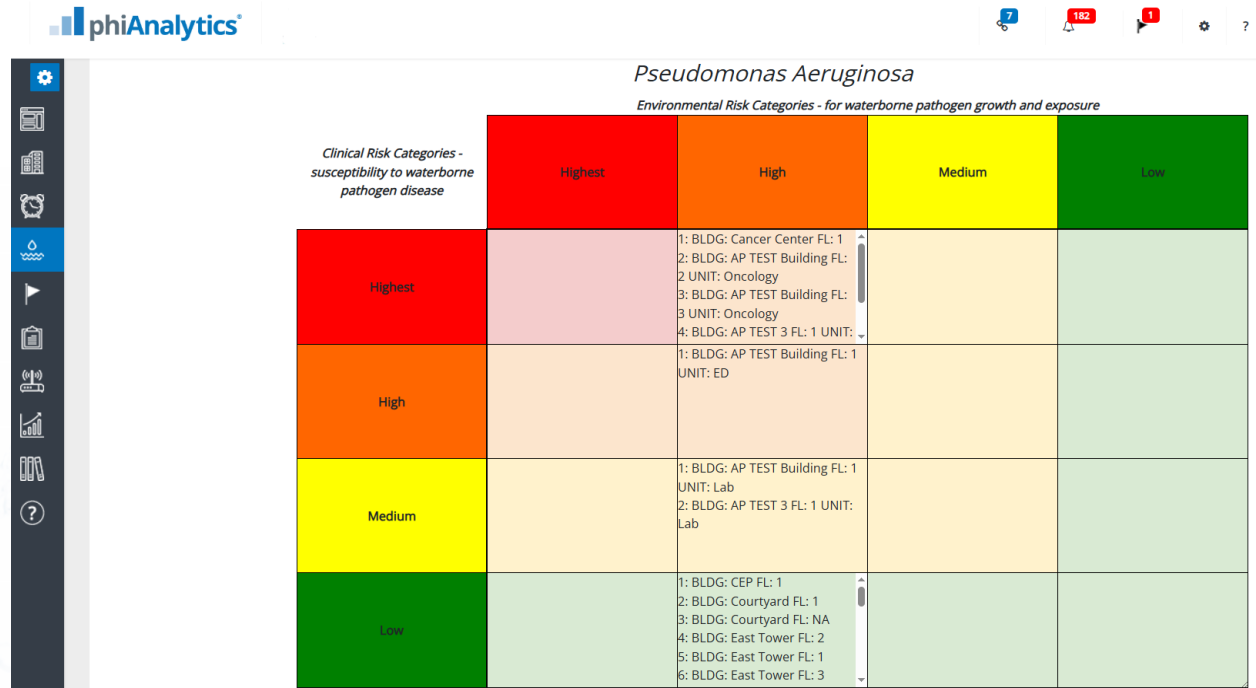 phiAnalytics®
7
182
1
?
Pseudomonas Aeruginosa
Environmental Risk Categories - for waterborne pathogen growth and exposure
Clinical Risk Categories -
susceptibility to waterborne
pathogen disease
Highest
High
Medium
Low
Highest
1: BLDG: Cancer Center FL: 1
2: BLDG: AP TEST Building FL:
2 UNIT: Oncology
3: BLDG: AP TEST Building FL:
3 UNIT: Oncology
4: BLDG: AP TEST 3 FL: 1 UNIT:
High
1: BLDG: AP TEST Building FL: 1
UNIT: ED
Medium
1: BLDG: AP TEST Building FL: 1
UNIT: Lab
2: BLDG: AP TEST 3 FL: 1 UNIT:
Lab
Low
1: BLDG: CEP FL: 1
2: BLDG: Courtyard FL: 1
3: BLDG: Courtyard FL: NA
4: BLDG: East Tower FL: 2
5: BLDG: East Tower FL: 1
6: BLDG: East Tower FL: 3
?